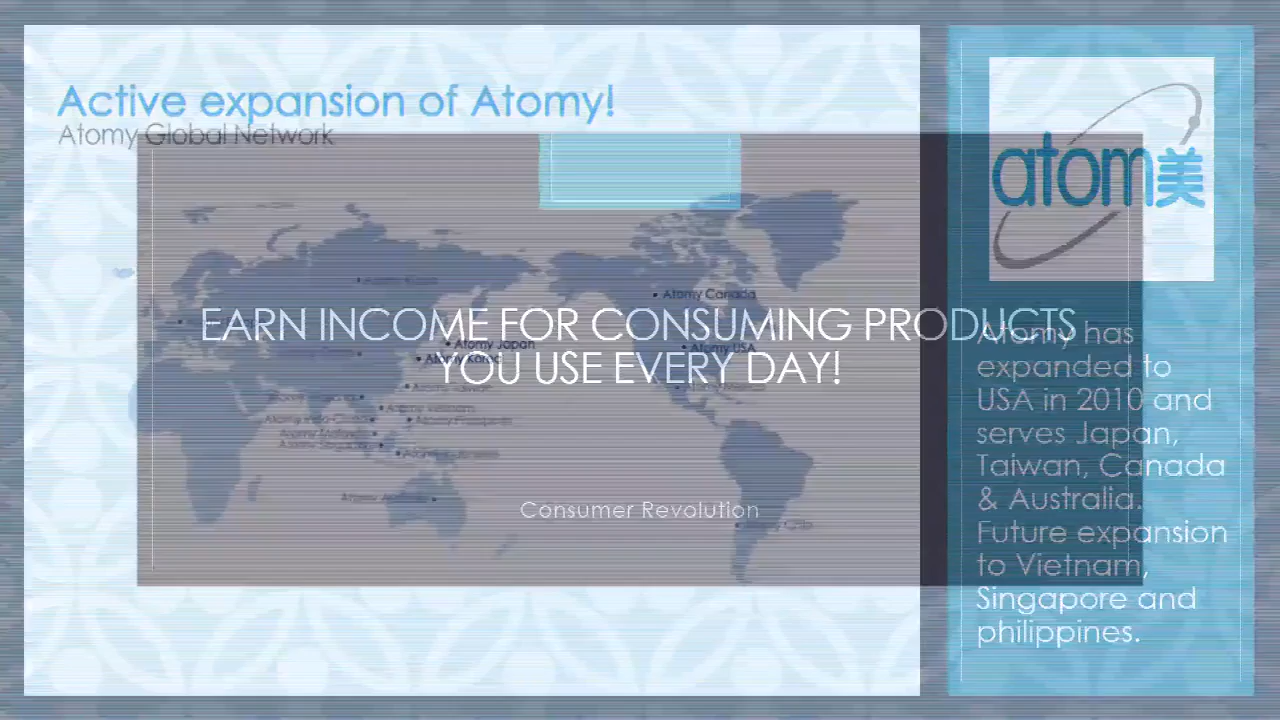 Active expansion of Atomy!
Atomy Global Network
atom美
EARN INCOME FOR CONSUMING PRODUCTS
YOU USE EVERY DAY!
Consumer Revolution
Atomy Canada
Atomy Japan
Atomy Korea
Atomy USA
Atomy has
expanded to
USA in 2010 and
serves Japan,
Taiwan, Canada
& Australia.
Future expansion
to Vietnam,
Singapore and
philippines.